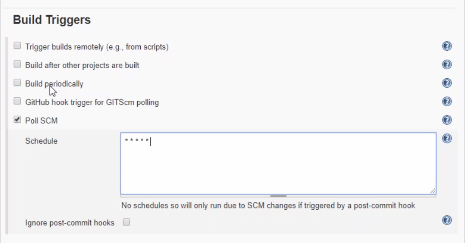 Build Triggers
Trigger builds remotely (e.g., from scripts)
Build after other projects are built
Build periodically
GitHub hook trigger for GITScm polling
Poll SCM
Schedule
* * * * *
No schedules so will only run due to SCM changes if triggered by a post-commit hook
Ignore post-commit hooks